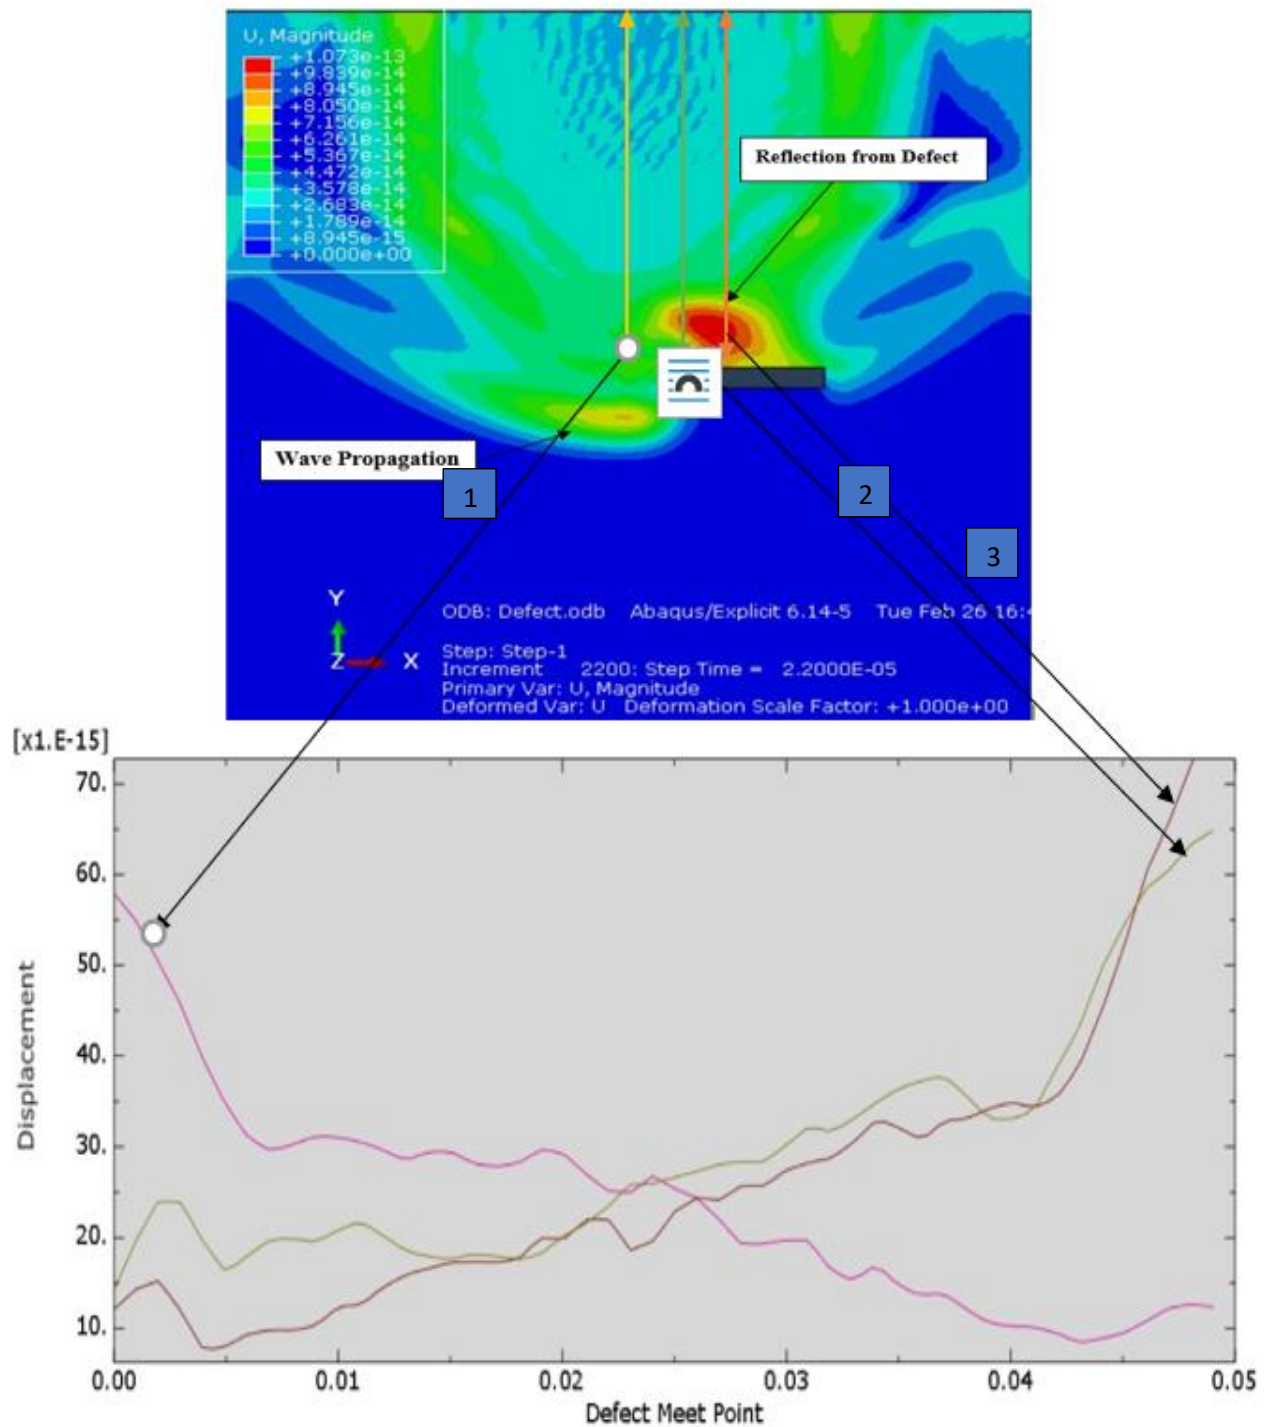 U, Magnitude
+1.073e-13
+9.839e-14
+8.945e-14
+8.050e-14
+7.156e-14
+6.261e-14
+5.367e-14
+4.472e-14
+3.578e-14
+2.683e-14
+1.789e-14
+8.945e-15
+0.000e+00
Reflection from Defect
Wave Propagation
1
2
3
Y
Z X
ODB: Defect.odb Abaqus/Explicit 6.14-5 Tue Feb 26 16:
Step: Step-1
Increment 2200: Step Time = 2.2000E-05
Primary Var: U, Magnitude
Deformed Var: U Deformation Scale Factor: +1.000e+00
[x1.E-15]
70.
60.
50.
40.
30.
20.
10.
Displacement
0.00 0.01 0.02 0.03 0.04 0.05
Defect Meet Point